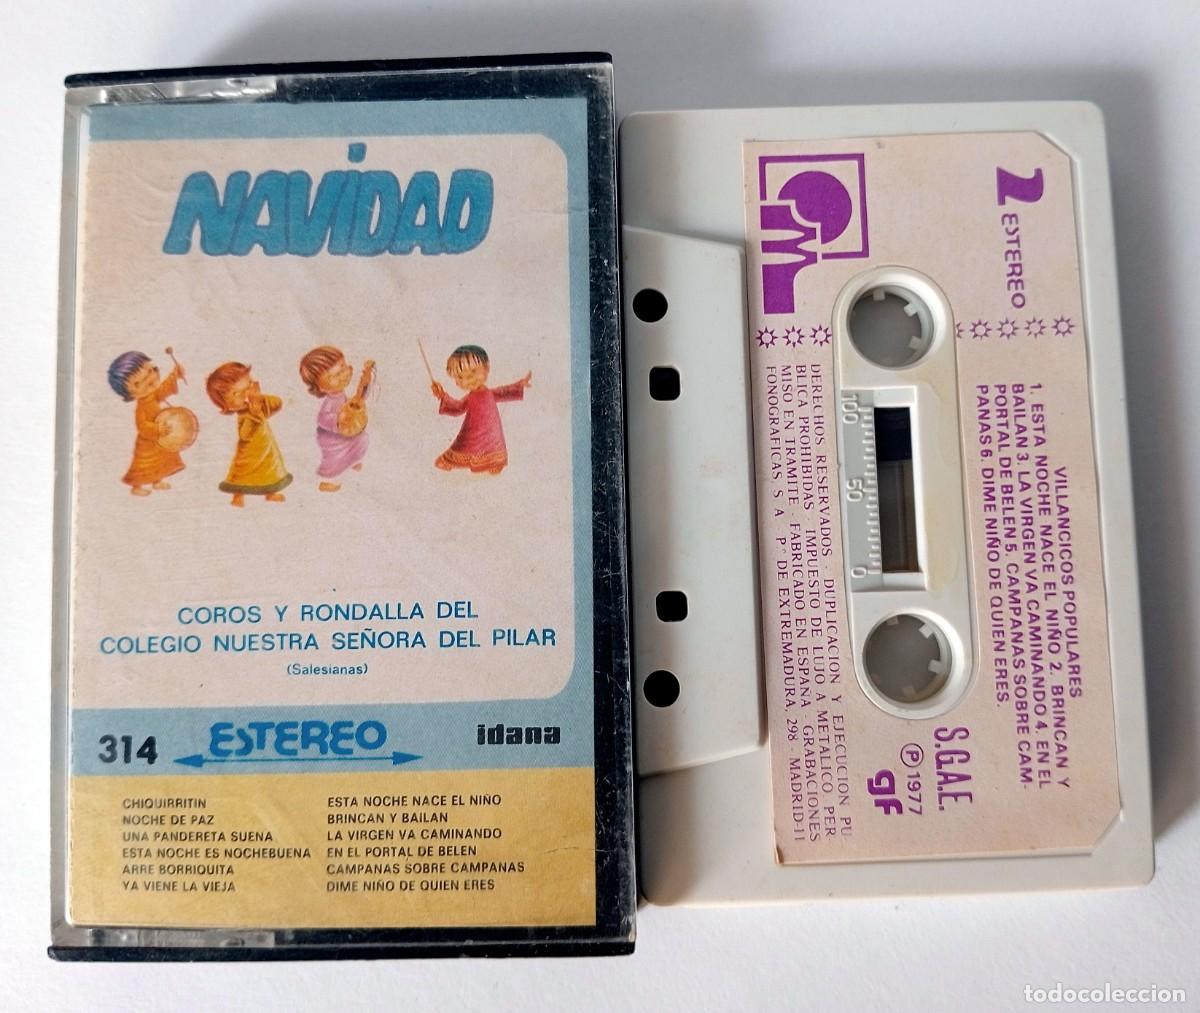 NAVIDAD
COROS Y RONDALLA DEL
COLEGIO NUESTRA SEÑORA DEL PILAR
(Salesianas)
314
ESTEREO
idana
CHIQUIRRITIN
NOCHE DE PAZ
UNA PANDERETA SUENA
ESTA NOCHE ES NOCHEBUENA
ARRE BORRIQUITA
YA VIENE LA VIEJA
ESTA NOCHE NACE EL NIÑO
BRINCAN Y BAILAN
LA VIRGEN VA CAMINANDO
EN EL PORTAL DE BELEN
CAMPANAS SOBRE CAMPANAS
DIME NIÑO DE QUIEN ERES
2
ESTEREO
VILLANCICOS POPULARES
1. ESTA NOCHE NACE EL NIÑO 2. BRINCAN Y
BAILAN 3. LA VIRGEN VA CAMINANDO 4. EN EL
PORTAL DE BELEN 5. CAMPANAS SOBRE CAM-
PANAS 6. DIME NIÑO DE QUIEN ERES.
100 50 0
S.G.A.E.
Ⓟ 1977
gf
DERECHOS RESERVADOS · DUPLICACION Y EJECUCION PU-
BLICA PROHIBIDAS · IMPUESTO DE LUJO A METALICO, PER
MISO EN TRAMITE · FABRICADO EN ESPAÑA · GRABACIONES
FONOGRAFICAS, S. A. Pº DE EXTREMADURA, 298 · MADRID-11
todocoleccion